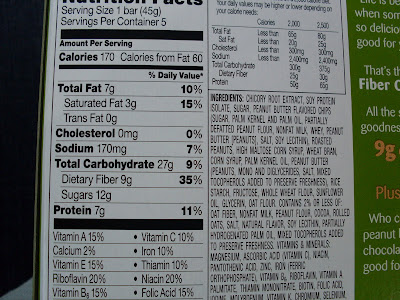 Nutrition Facts
Serving Size 1 bar (45g)
Servings Per Container 5
Amount Per Serving
Calories 170 Calories from Fat 60
% Daily Value*
Total Fat 7g 10%
Saturated Fat 3g 15%
Trans Fat 0g
Cholesterol 0mg 0%
Sodium 170mg 7%
Total Carbohydrate 27g 9%
Dietary Fiber 9g 35%
Sugars 12g
Protein 7g 11%
Vitamin A 15% • Vitamin C 10%
Calcium 2% • Iron 10%
Vitamin E 15% • Thiamin 10%
Riboflavin 20% • Niacin 20%
Vitamin B6 15% • Folic Acid 15%
Your daily values may be higher or lower depending on
your calorie needs:
Calories 2,000 2,500
Total Fat Less than 65g 80g
Sat Fat Less than 20g 25g
Cholesterol Less than 300mg 300mg
Sodium Less than 2,400mg 2,400mg
Total Carbohydrate 300g 375g
Dietary Fiber 25g 30g
Protein 50g 65g
INGREDIENTS: CHICORY ROOT EXTRACT, SOY PROTEIN
ISOLATE, SUGAR, PEANUT BUTTER FLAVORED CHIPS
(SUGAR, PALM KERNEL AND PALM OIL, PARTIALLY
DEFATTED PEANUT FLOUR, NONFAT MILK, WHEY, PEANUT
BUTTER [PEANUTS], SALT, SOY LECITHIN), ROASTED
PEANUTS, HIGH MALTOSE CORN SYRUP, WHEAT BRAN,
CORN SYRUP, PALM KERNEL OIL, PEANUT BUTTER
(PEANUTS, MONO AND DIGLYCERIDES, SALT, MIXED
TOCOPHEROLS ADDED TO PRESERVE FRESHNESS), RICE
STARCH, FRUCTOSE, WHOLE WHEAT FLOUR, SUNFLOWER
OIL, GLYCERIN, OAT FLOUR. CONTAINS 2% OR LESS OF:
OAT FIBER, NONFAT MILK, PEANUT FLOUR, COCOA, ROLLED
OATS, SALT, NATURAL FLAVOR, SOY LECITHIN, PARTIALLY
HYDROGENATED PALM OIL, MIXED TOCOPHEROLS ADDED
TO PRESERVE FRESHNESS. VITAMINS & MINERALS:
MAGNESIUM, ASCORBIC ACID (VITAMIN C), NIACIN,
PANTOTHENIC ACID, ZINC, IRON (FERRIC
ORTHOPHOSPHATE), VITAMIN B6, RIBOFLAVIN, VITAMIN A
PALMITATE, THIAMIN MONONITRATE, BIOTIN, FOLIC ACID,
MOLYBDENUM, CHROMIUM, SELENIUM
Life is be
when som
so deliciou
good for y
That's th
Fiber O
All the s
goodnes
9g
Plus
Who c
peanut
chocola
good fo